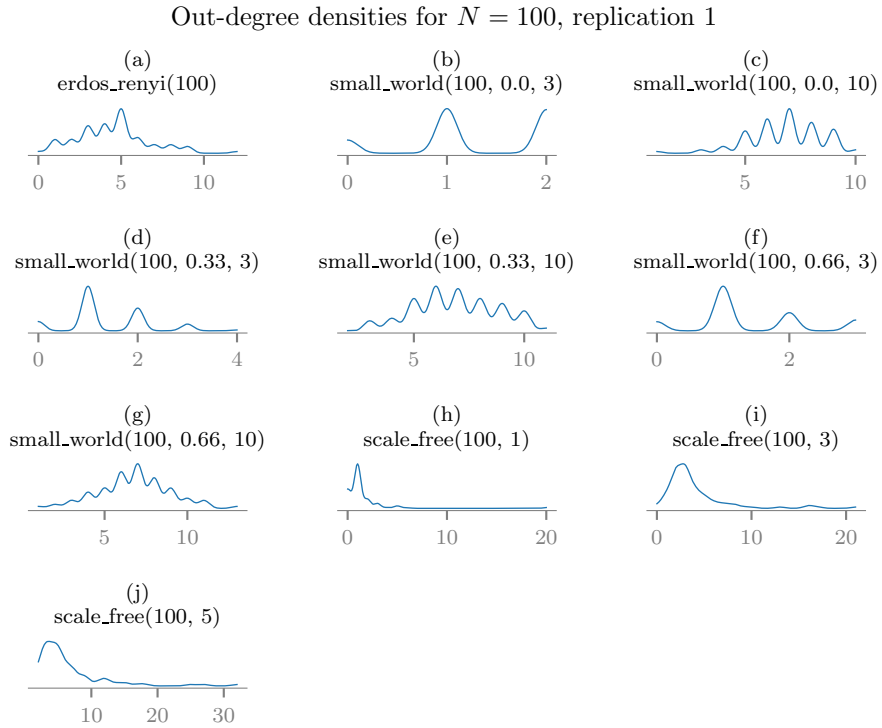 Out-degree densities for N = 100, replication 1
(a)
erdos_renyi(100)
0 5 10
(b)
small_world(100, 0.0, 3)
0 1 2
(c)
small_world(100, 0.0, 10)
5 10
(d)
small_world(100, 0.33, 3)
0 2 4
(e)
small_world(100, 0.33, 10)
5 10
(f)
small_world(100, 0.66, 3)
0 2
(g)
small_world(100, 0.66, 10)
5 10
(h)
scale_free(100, 1)
0 10 20
(i)
scale_free(100, 3)
0 10 20
(j)
scale_free(100, 5)
10 20 30